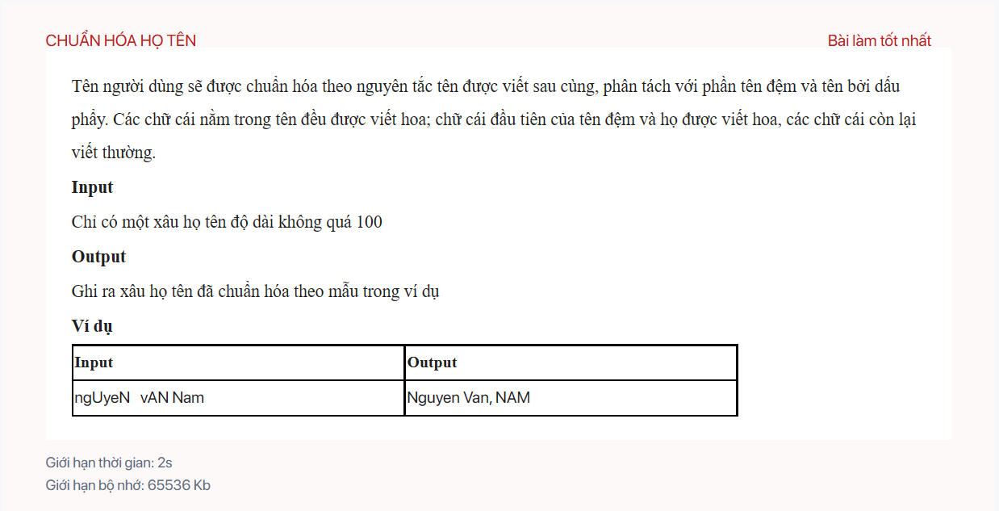 CHUẨN HÓA HỌ TÊN
Bài làm tốt nhất
Tên người dùng sẽ được chuẩn hóa theo nguyên tắc tên được viết sau cùng, phân tách với phần tên đệm và tên bởi dấu
phẩy. Các chữ cái nằm trong tên đều được viết hoa; chữ cái đầu tiên của tên đệm và họ được viết hoa, các chữ cái còn lại
viết thường.
Input
Chỉ có một xâu họ tên độ dài không quá 100
Output
Ghi ra xâu họ tên đã chuẩn hóa theo mẫu trong ví dụ
Ví dụ
Input Output
ngUyeN   vAN Nam Nguyen Van, NAM
Giới hạn thời gian: 2s
Giới hạn bộ nhớ: 65536 Kb